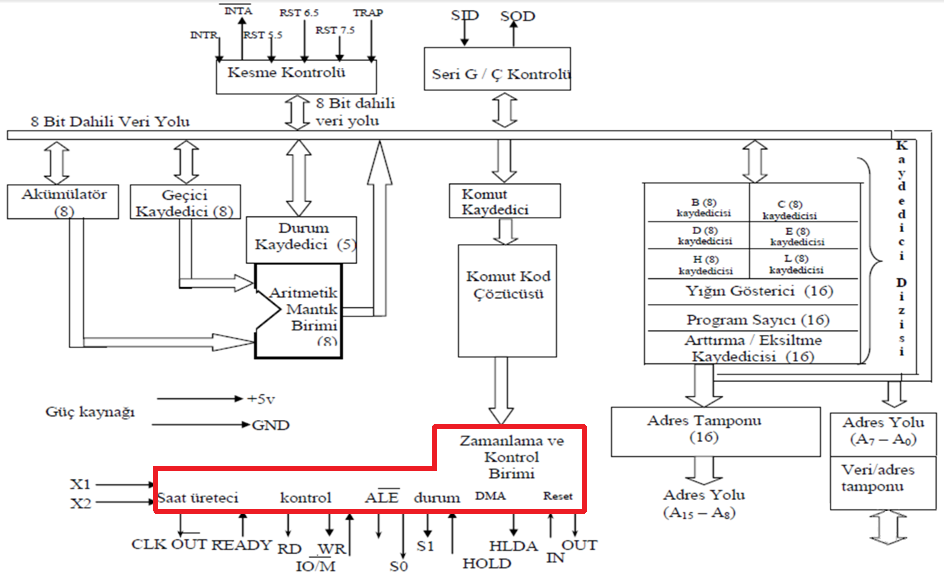 INTA
RST 6.5
TRAP
INTR
RST 5.5
RST 7.5
Kesme Kontrolü
SID
SOD
Seri G / Ç Kontrolü
8 Bit dahili
veri yolu
8 Bit Dahili Veri Yolu
Kaydedici Dizisi
Akümülatör
(8)
Geçici
Kaydedici (8)
Durum
Kaydedici (5)
Aritmetik
Mantık
Birimi
(8)
Komut
Kaydedici
Komut Kod
Çözücüsü
B (8)
kaydedicisi
C (8)
kaydedicisi
D (8)
kaydedicisi
E (8)
kaydedicisi
H (8)
kaydedicisi
L (8)
kaydedicisi
Yığın Gösterici (16)
Program Sayıcı (16)
Arttırma / Eksiltme
Kaydedicisi (16)
Güç kaynağı
+5v
GND
Adres Tamponu
(16)
Adres Yolu
(A15 – A8)
Adres Yolu
(A7 – A0)
Veri/adres
tamponu
Zamanlama ve
Kontrol
Birimi
X1
X2
Saat üreteci
kontrol
ALE
durum
DMA
Reset
CLK OUT
READY
RD
WR
IO/M
S0
S1
HOLD
HLDA
IN
OUT